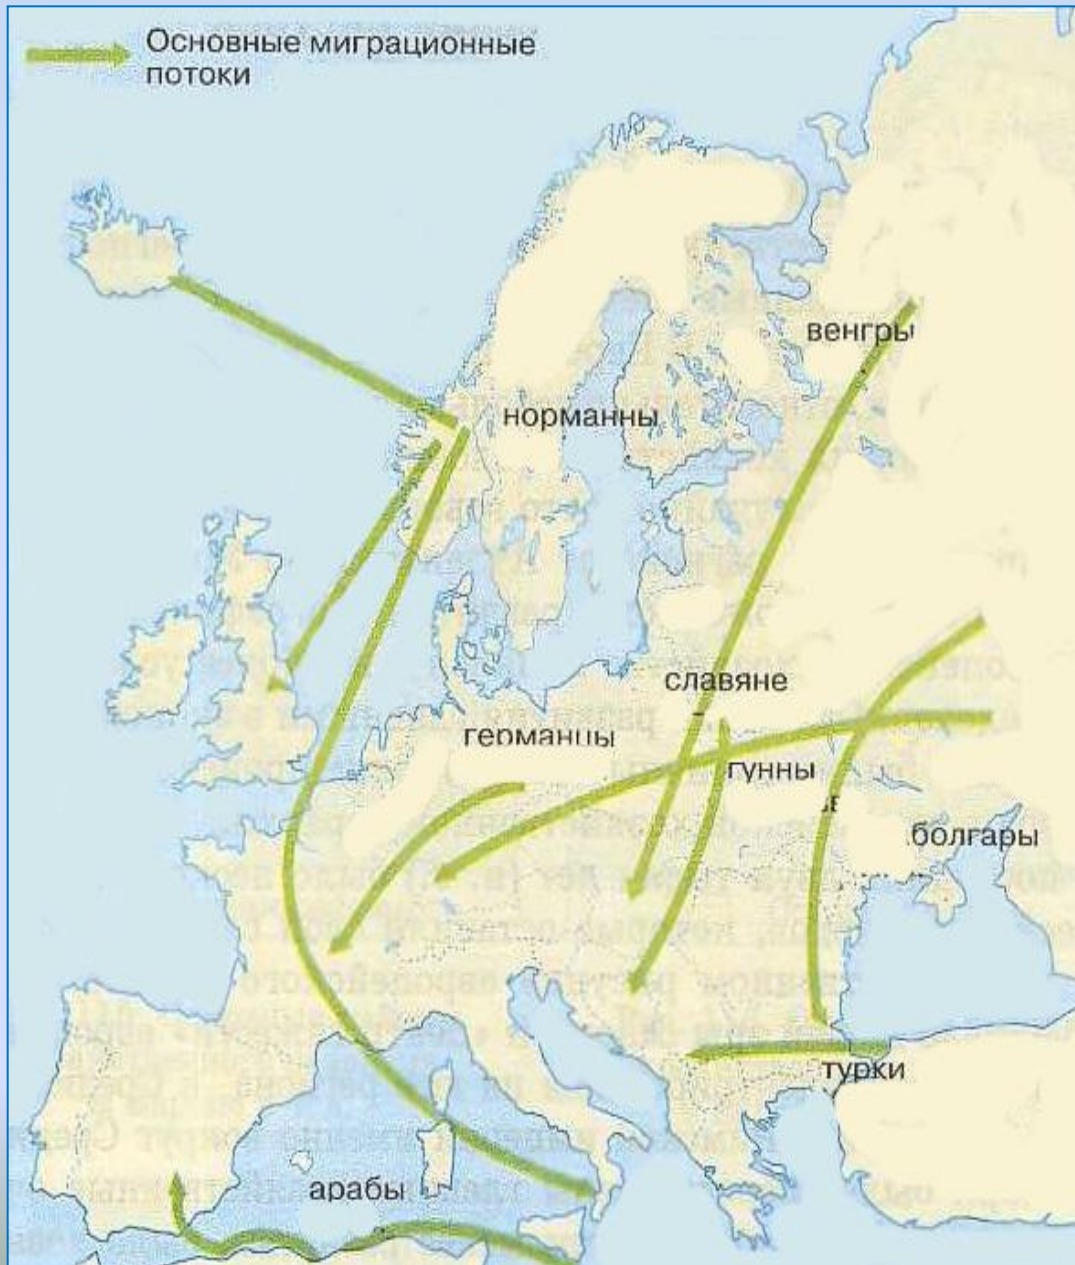 Основные миграционные
потоки
венгры
норманны
славяне
германцы
гунны
болгары
турки
арабы